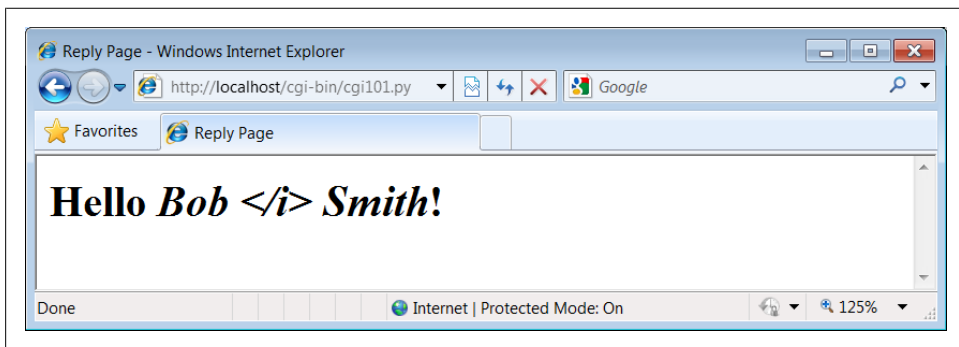 Reply Page - Windows Internet Explorer
http://localhost/cgi-bin/cgi101.py Google
Favorites Reply Page
Hello Bob </i> Smith!
Done Internet | Protected Mode: On 125%